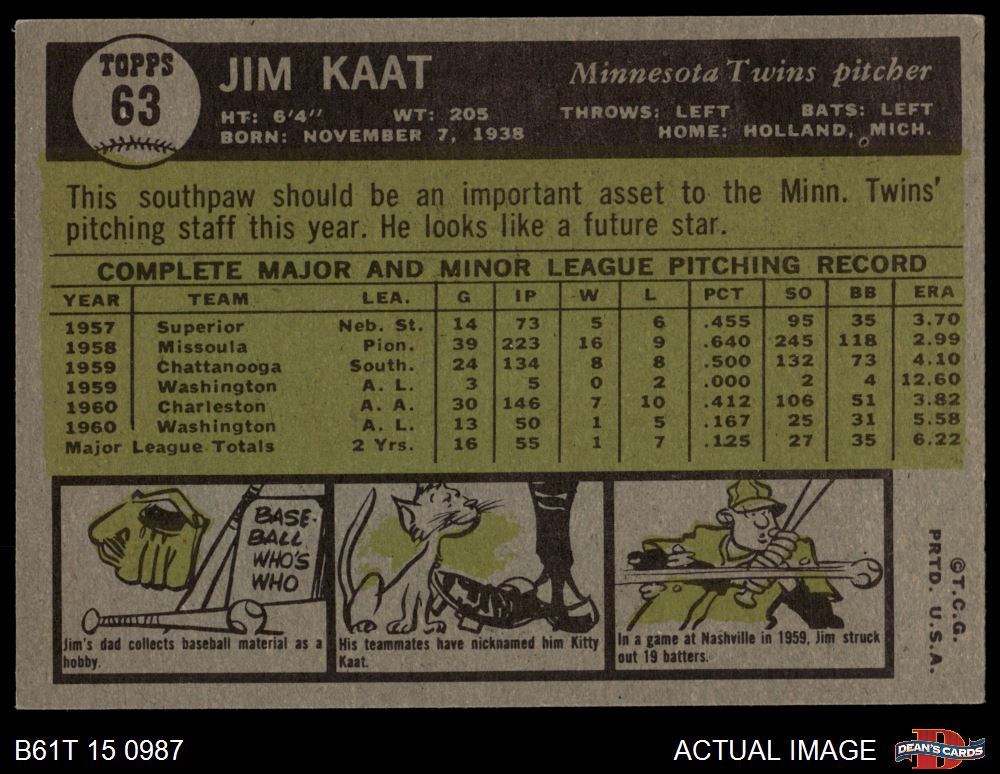 TOPPS
63
JIM KAAT
Minnesota Twins pitcher
HT: 6'4" WT: 205 THROWS: LEFT BATS: LEFT
BORN: NOVEMBER 7, 1938 HOME: HOLLAND, MICH.
This southpaw should be an important asset to the Minn. Twins'
pitching staff this year. He looks like a future star.
COMPLETE MAJOR AND MINOR LEAGUE PITCHING RECORD
YEAR TEAM LEA. G IP W L PCT SO BB ERA
1957 Superior Neb. St. 14 73 5 6 .455 95 35 3.70
1958 Missoula Pion. 39 223 16 9 .640 245 118 2.99
1959 Chattanooga South. 24 134 8 8 .500 132 73 4.10
1959 Washington A. L. 3 5 0 2 .000 2 4 12.60
1960 Charleston A. A. 30 146 7 10 .412 106 51 3.82
1960 Washington A. L. 13 50 1 5 .167 25 31 5.58
Major League Totals 2 Yrs. 16 55 1 7 .125 27 35 6.22
BASE-
BALL
WHO'S
WHO
Jim's dad collects baseball material as a
hobby.
His teammates have nicknamed him Kitty
Kaat.
In a game at Nashville in 1959, Jim struck
out 19 batters.
©T.C.G.
PRTD. U.S.A.
B61T 15 0987
ACTUAL IMAGE
DEAN'S CARDS